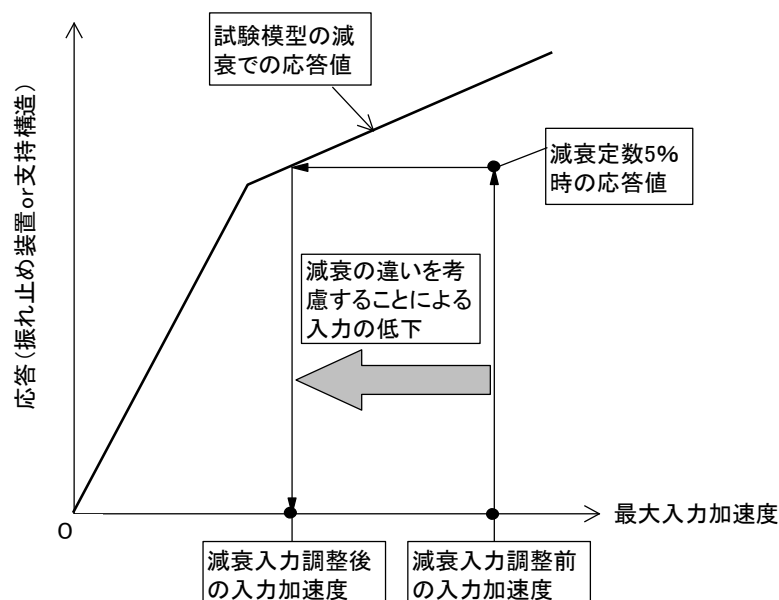 試験模型の減
衰での応答値
減衰定数5%
時の応答値
減衰の違いを考
慮することによる
入力の低下
応答（振れ止め装置or支持構造）
0
最大入力加速度
減衰入力調整後
の入力加速度
減衰入力調整前
の入力加速度